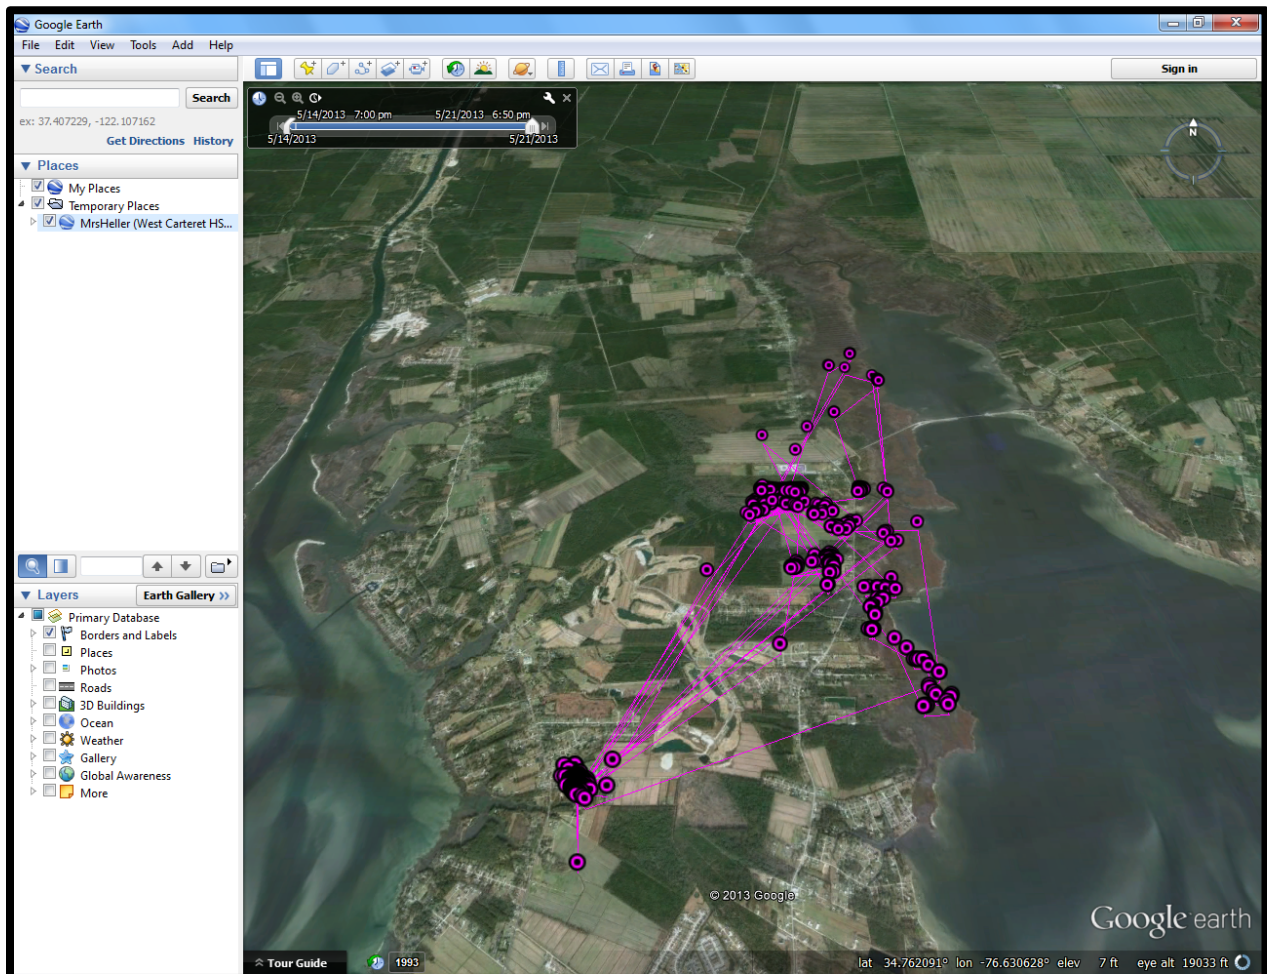 Google Earth
File Edit View Tools Add Help
Search
Sign in
Search
ex: 37.407229, -122.107162
Get Directions History
5/14/2013 7:00 pm 5/21/2013 6:50 pm
5/14/2013 5/21/2013
N
Places
My Places
Temporary Places
MrsHeller (West Carteret HS...
Layers
Earth Gallery >>
Primary Database
Borders and Labels
Places
Photos
Roads
3D Buildings
Ocean
Weather
Gallery
Global Awareness
More
© 2013 Google
Google earth
Tour Guide
1993
lat 34.762091° lon -76.630628° elev 7 ft eye alt 19033 ft